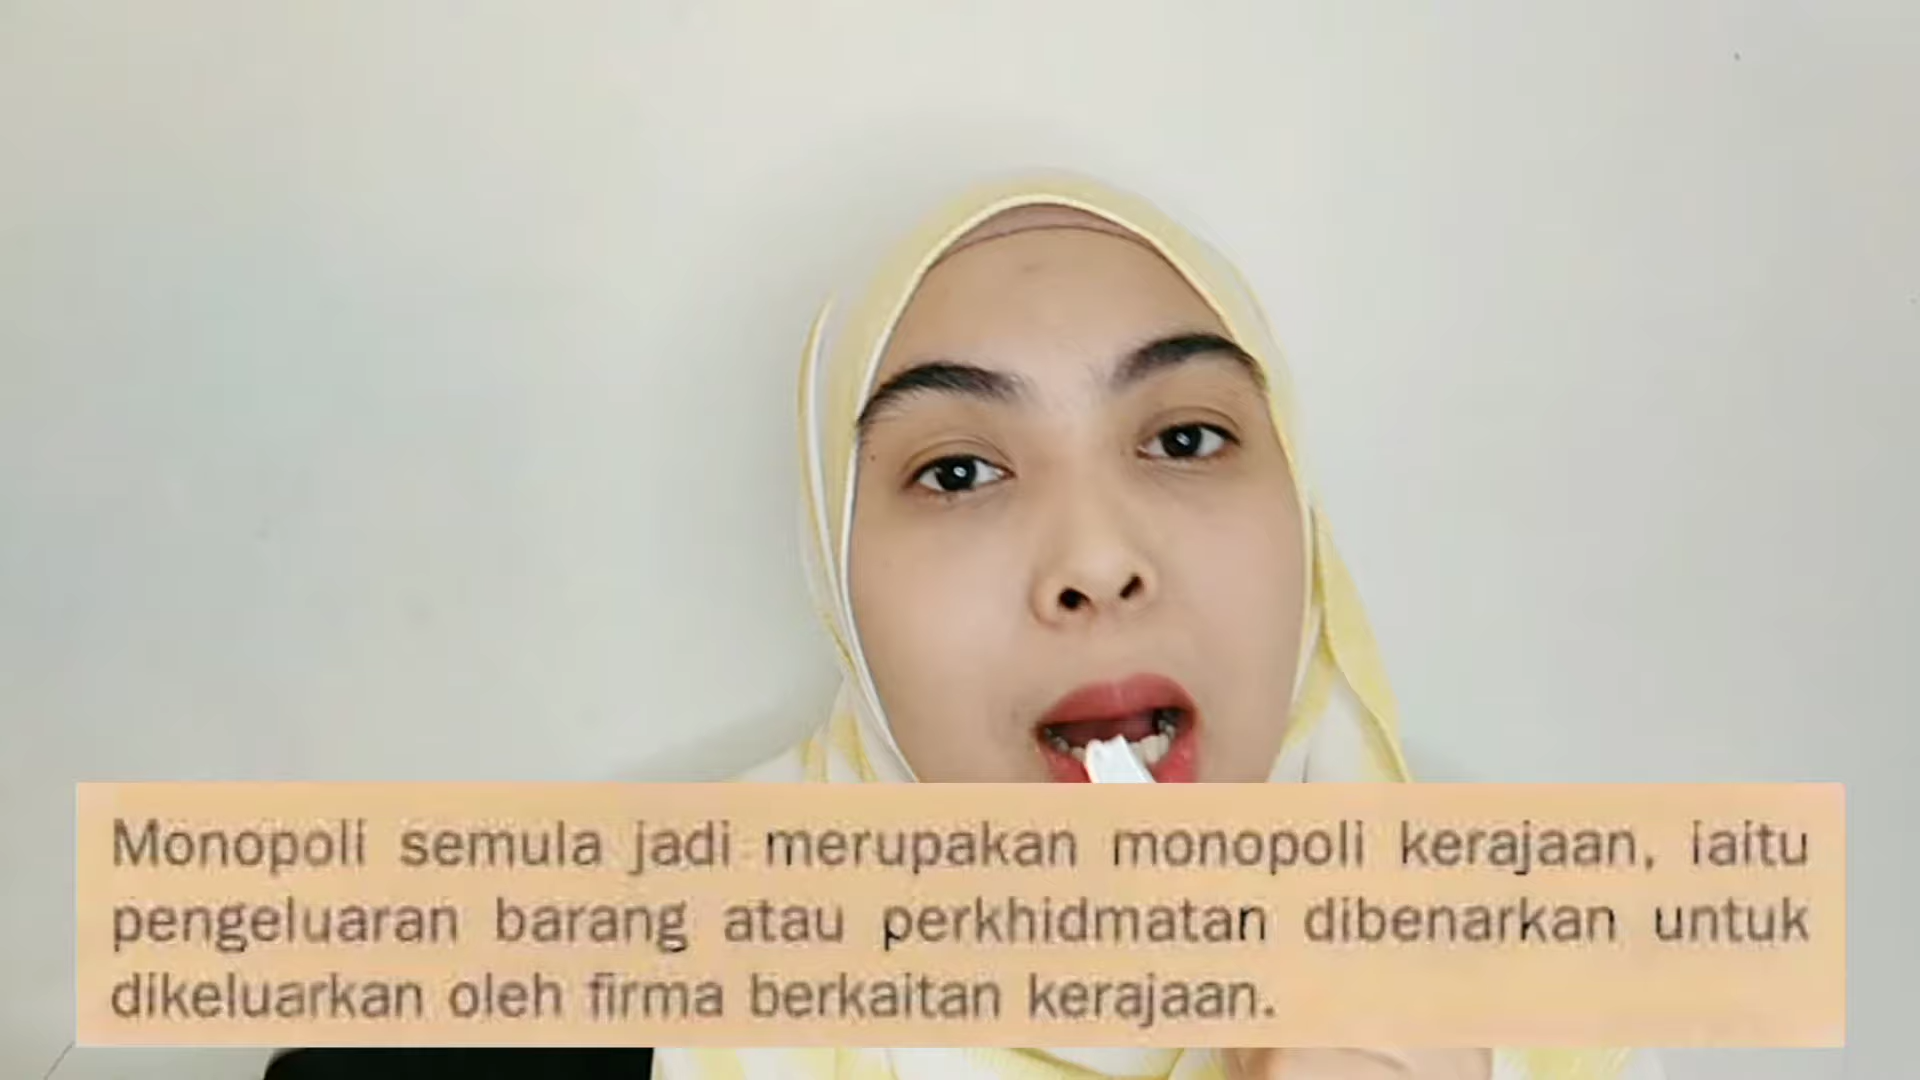 Monopoli semula jadi merupakan monopoli kerajaan, iaitu
pengeluaran barang atau perkhidmatan dibenarkan untuk
dikeluarkan oleh firma berkaitan kerajaan.